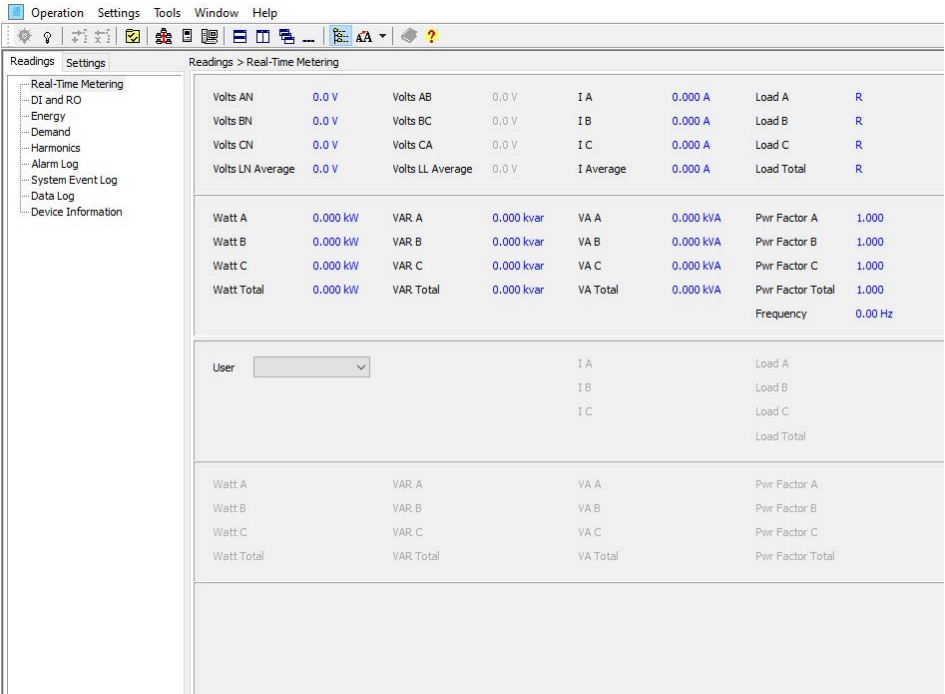 Operation Settings Tools Window Help
Readings Settings
Readings > Real-Time Metering
Real-Time Metering
DI and RO
Energy
Demand
Harmonics
Alarm Log
System Event Log
Data Log
Device Information
Volts AN 0.0 V Volts AB 0.0 V I A 0.000 A Load A R
Volts BN 0.0 V Volts BC 0.0 V I B 0.000 A Load B R
Volts CN 0.0 V Volts CA 0.0 V I C 0.000 A Load C R
Volts LN Average 0.0 V Volts LL Average 0.0 V I Average 0.000 A Load Total R
Watt A 0.000 kW VAR A 0.000 kvar VA A 0.000 kVA Pwr Factor A 1.000
Watt B 0.000 kW VAR B 0.000 kvar VA B 0.000 kVA Pwr Factor B 1.000
Watt C 0.000 kW VAR C 0.000 kvar VA C 0.000 kVA Pwr Factor C 1.000
Watt Total 0.000 kW VAR Total 0.000 kvar VA Total 0.000 kVA Pwr Factor Total 1.000
Frequency 0.00 Hz
User I A Load A
I B Load B
I C Load C
Load Total
Watt A VAR A VA A Pwr Factor A
Watt B VAR B VA B Pwr Factor B
Watt C VAR C VA C Pwr Factor C
Watt Total VAR Total VA Total Pwr Factor Total